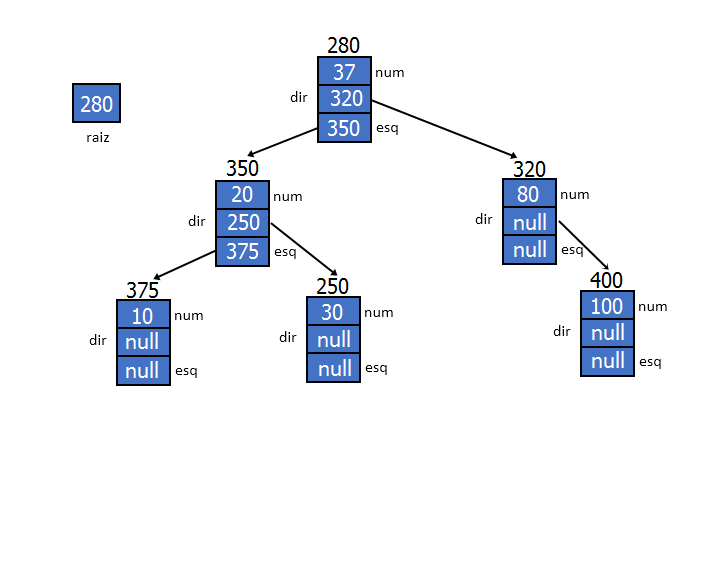 280
37 num
dir 320
350 esq
280
raiz
350
20 num
dir 250
375 esq
320
80 num
dir null
null esq
375
10 num
dir null
null esq
250
30 num
dir null
null esq
400
100 num
dir null
null esq